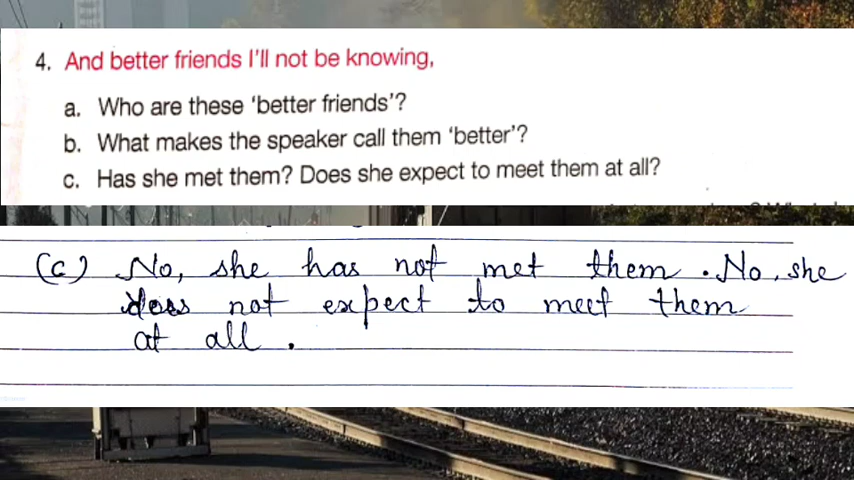 4. And better friends I'll not be knowing,
a. Who are these 'better friends'?
b. What makes the speaker call them 'better'?
c. Has she met them? Does she expect to meet them at all?
(c) No, she has not met them. No, she
does not expect to meet them
at all.